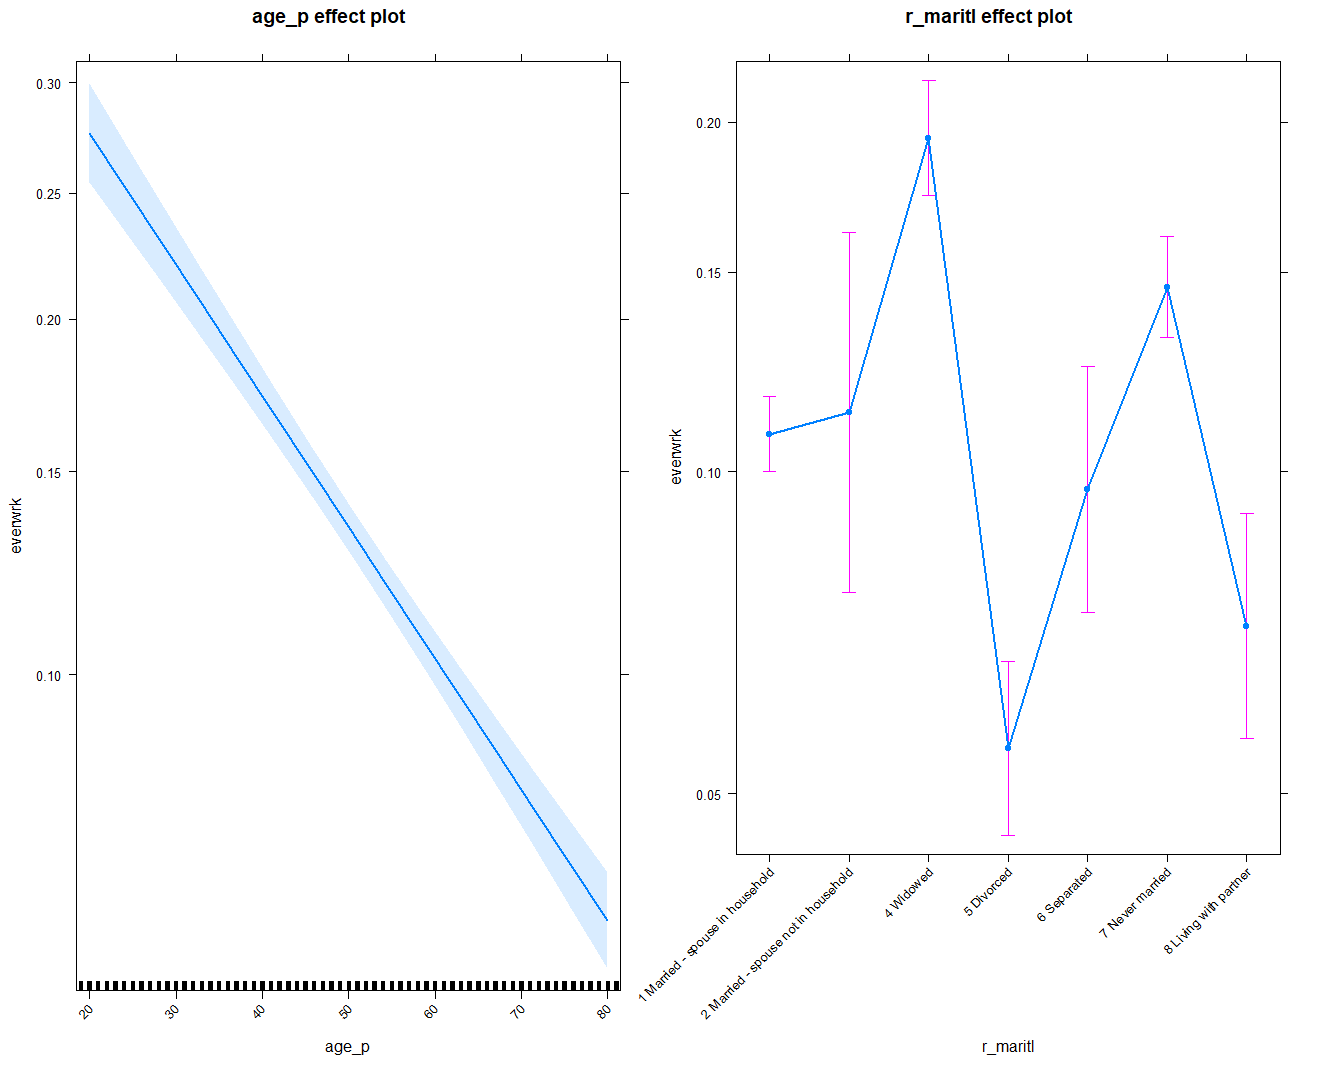 age_p effect plot
0.30
0.25
0.20
0.15
0.10
everwrk
20
30
40
50
60
70
80
age_p
r_maritl effect plot
0.20
0.15
0.10
0.05
everwrk
1 Married - spouse in household
2 Married - spouse not in household
4 Widowed
5 Divorced
6 Separated
7 Never married
8 Living with partner
r_maritl